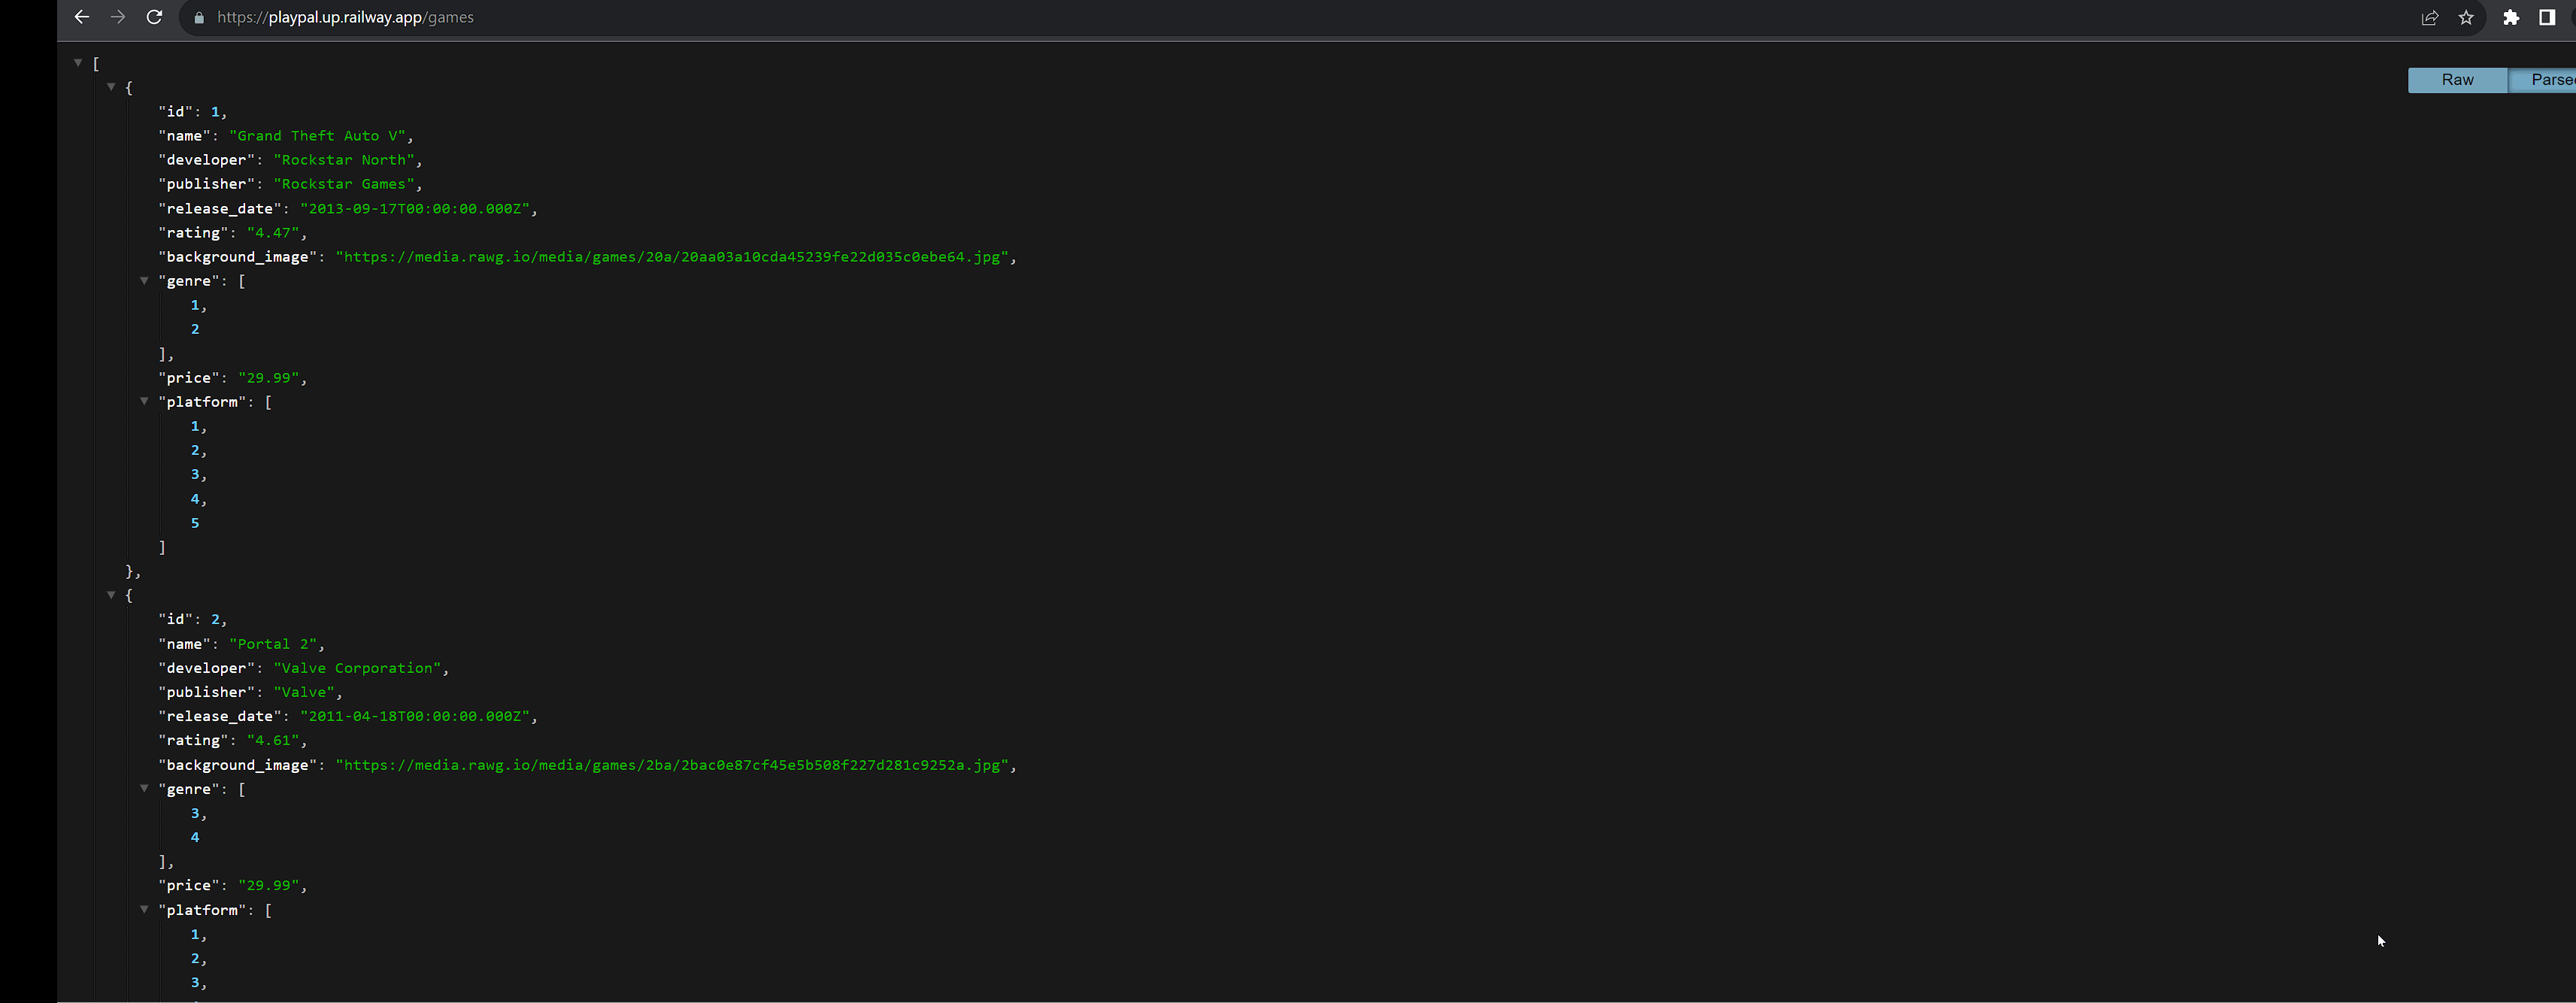 https://playpal.up.railway.app/games
Raw
[
{
"id": 1,
"name": "Grand Theft Auto V",
"developer": "Rockstar North",
"publisher": "Rockstar Games",
"release_date": "2013-09-17T00:00:00.000Z",
"rating": "4.47",
"background_image": "https://media.rawg.io/media/games/20a/20aa03a10cda45239fe22d035c0ebe64.jpg",
"genre": [
1,
2
],
"price": "29.99",
"platform": [
1,
2,
3,
4,
5
]
},
{
"id": 2,
"name": "Portal 2",
"developer": "Valve Corporation",
"publisher": "Valve",
"release_date": "2011-04-18T00:00:00.000Z",
"rating": "4.61",
"background_image": "https://media.rawg.io/media/games/2ba/2bac0e87cf45e5b508f227d281c9252a.jpg",
"genre": [
3,
4
],
"price": "29.99",
"platform": [
1,
2,
3,